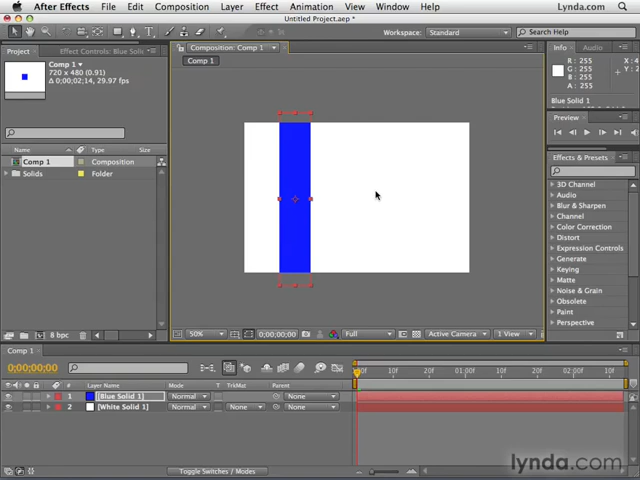 After Effects File Edit Composition Layer Effect Animation View Window Help Lynda.com
Untitled Project.aep *
Workspace: Standard Search Help
Project Effect Controls: Blue Solid Composition: Comp 1 Info Audio
Comp 1
Comp 1
720 x 480 (0.91)
Δ 0;00;02;14, 29.97 fps
R: 255
G: 255
B: 255
A: 255
Blue Solid 1
Preview
Effects & Presets
Name Type Size
Comp 1 Composition
Solids Folder
3D Channel
Audio
Blur & Sharpen
Channel
Color Correction
Distort
Expression Controls
Generate
Keying
Matte
Noise & Grain
Obsolete
Paint
Perspective
8 bpc 50% 0;00;00;00 Full Active Camera 1 View
Comp 1
0;00;00;00
10f 20f 01:00f 10f 20f 02:00f
# Layer Name Mode T TrkMat Parent
1 [Blue Solid 1] Normal None
2 [White Solid 1] Normal None None
Toggle Switches / Modes
lynda.com